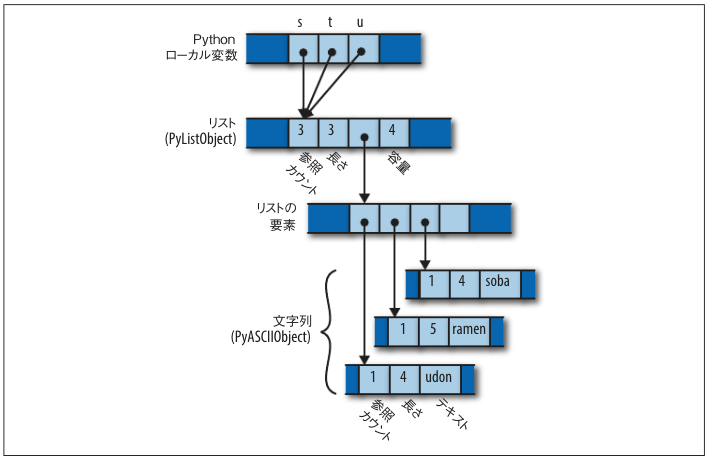 s t u
Python
ローカル変数
リスト
(PyListObject)
3 3 4
参照
カウント
長さ
容量
リストの
要素
1 4 soba
文字列
(PyASCIIObject)
1 5 ramen
1 4 udon
参照
カウント
長さ
テキスト